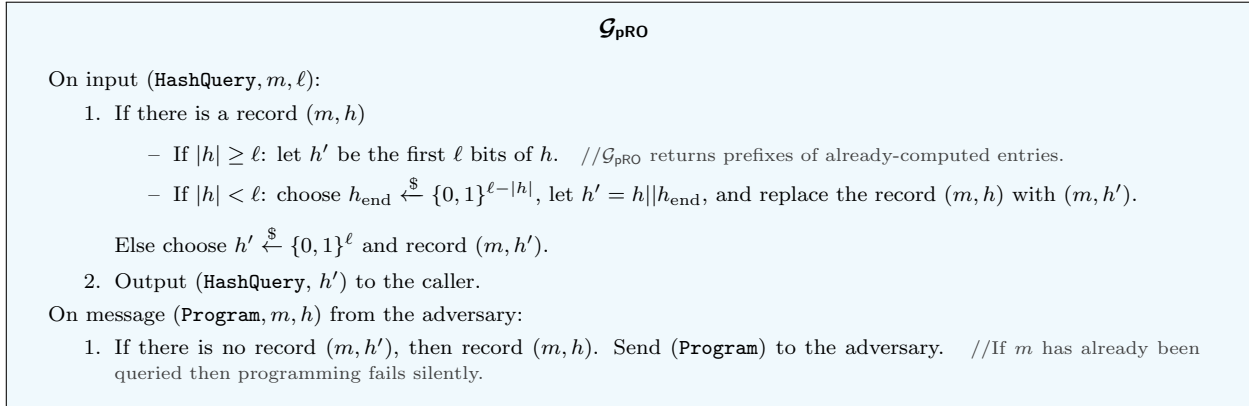 𝒢pRO
On input (HashQuery, m, ℓ):
1. If there is a record (m, h)
– If |h| ≥ ℓ: let h′ be the first ℓ bits of h. //𝒢pRO returns prefixes of already-computed entries.
– If |h| < ℓ: choose hend ←$ {0, 1}^{ℓ−|h|}, let h′ = h||hend, and replace the record (m, h) with (m, h′).
Else choose h′ ←$ {0, 1}^ℓ and record (m, h′).
2. Output (HashQuery, h′) to the caller.
On message (Program, m, h) from the adversary:
1. If there is no record (m, h′), then record (m, h). Send (Program) to the adversary. //If m has already been
queried then programming fails silently.